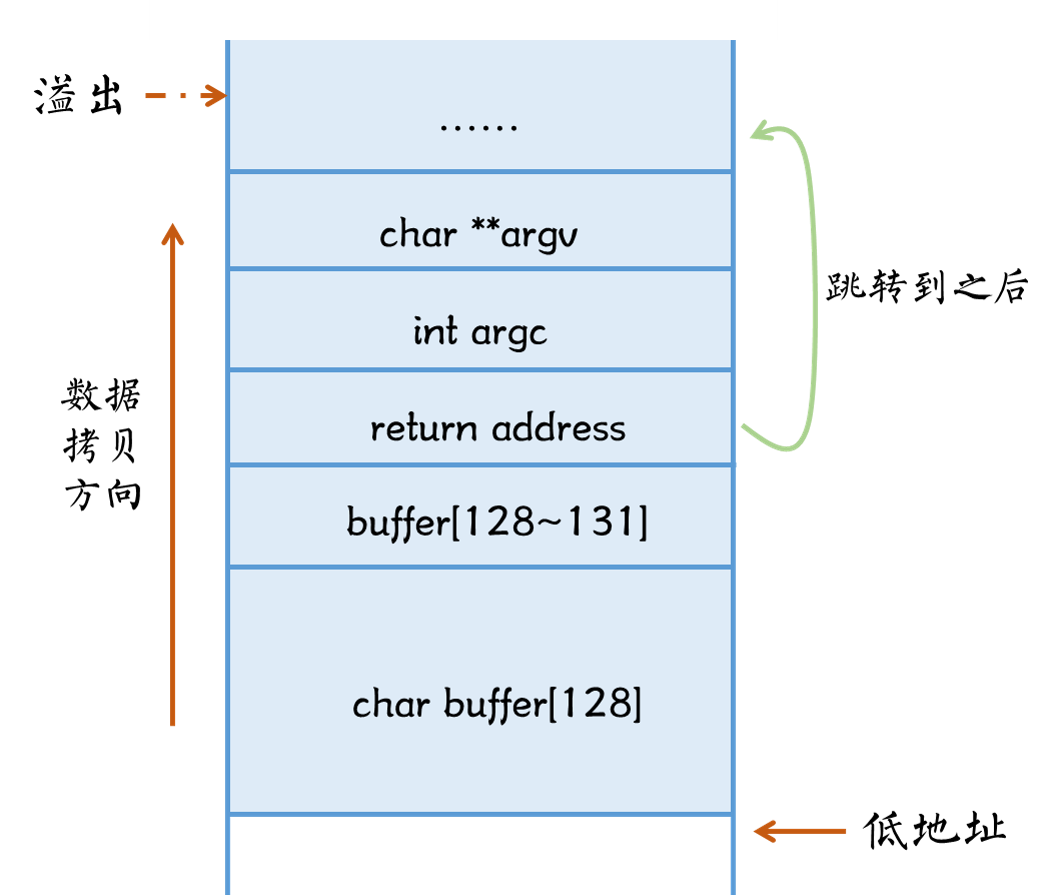 溢出
......
char **argv
int argc
跳转到之后
return address
数据
拷贝
方向
buffer[128~131]
char buffer[128]
低地址